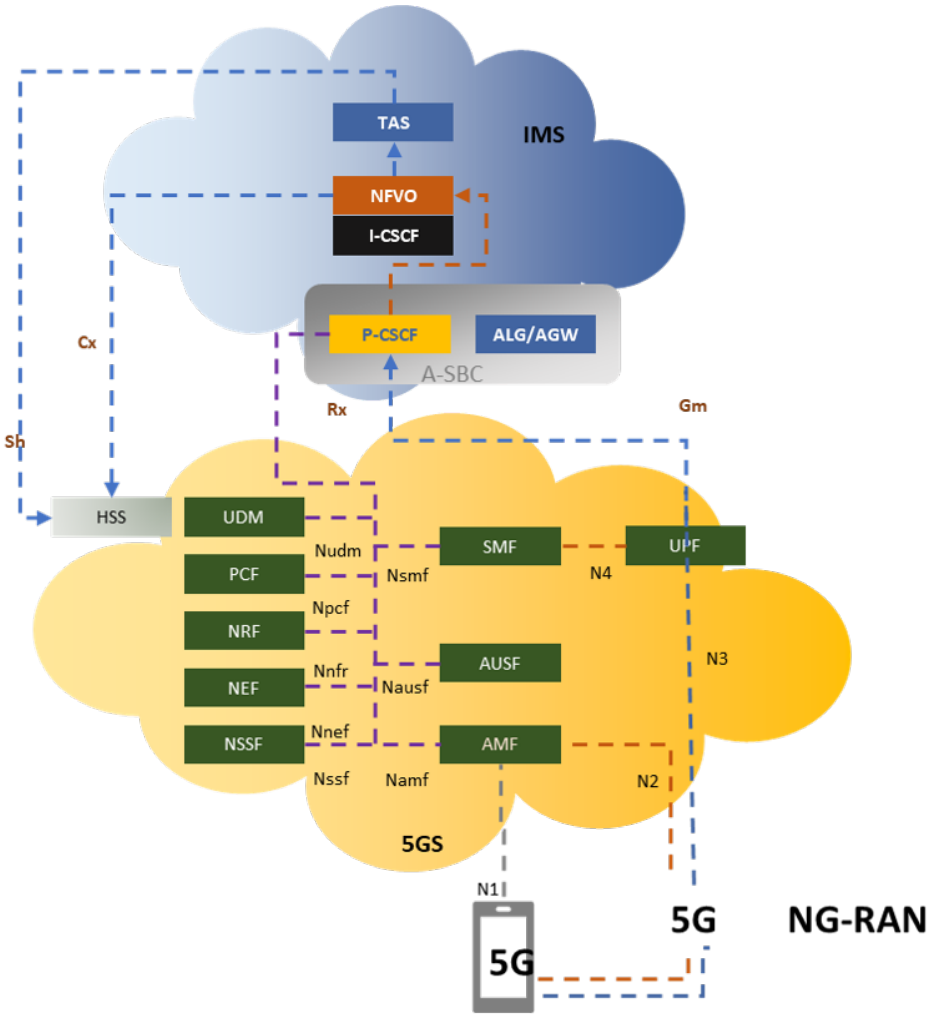 TAS
IMS
NFVO
I-CSCF
P-CSCF
ALG/AGW
A-SBC
Cx
Rx
Gm
Sh
HSS
UDM
SMF
UPF
Nudm
PCF
Nsmf
N4
Npcf
NRF
Nnfr
AUSF
N3
NEF
Nausf
Nnef
NSSF
AMF
Nssf
Namf
N2
5GS
N1
5G
NG-RAN
5G